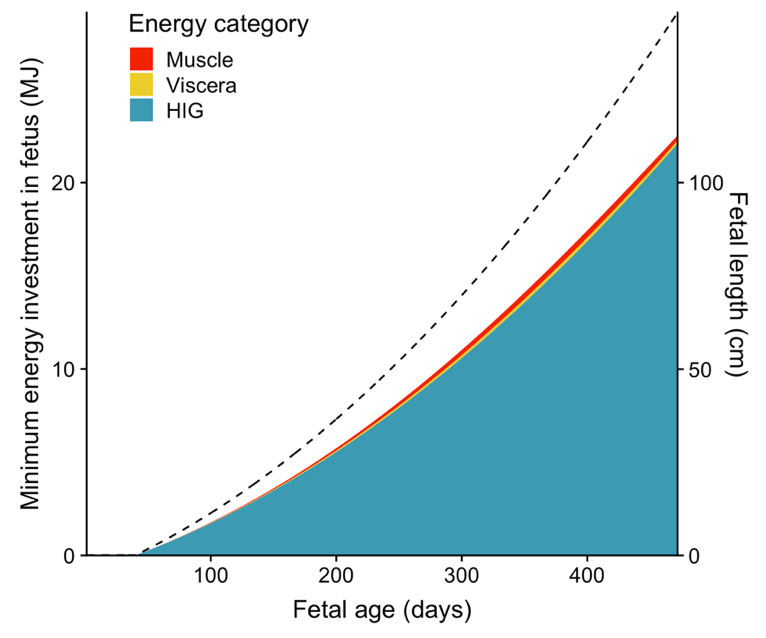 Energy category
Muscle
Viscera
HIG
Minimum energy investment in fetus (MJ)
20
10
0
100
50
0
Fetal length (cm)
100
200
300
400
Fetal age (days)